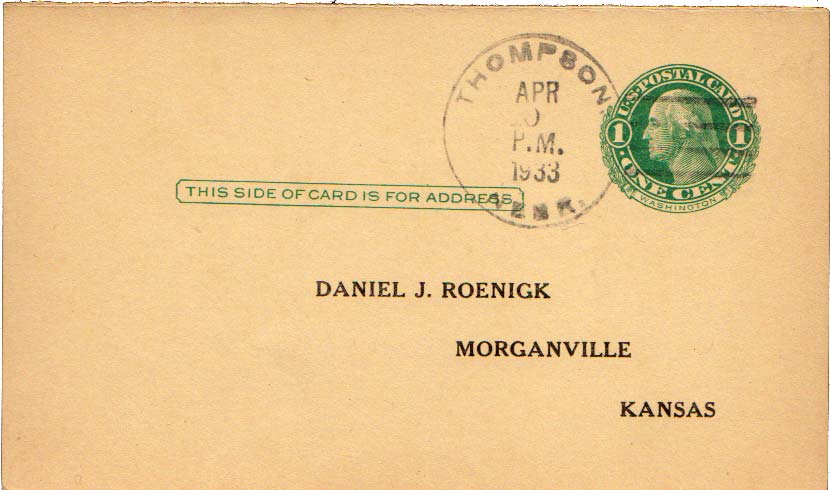 THOMPSON,
APR
P.M.
1933
NEBR.
U.S. POSTAL CARD
1 1
ONE CENT
WASHINGTON
THIS SIDE OF CARD IS FOR ADDRESS
DANIEL J. ROENIGK
MORGANVILLE
KANSAS